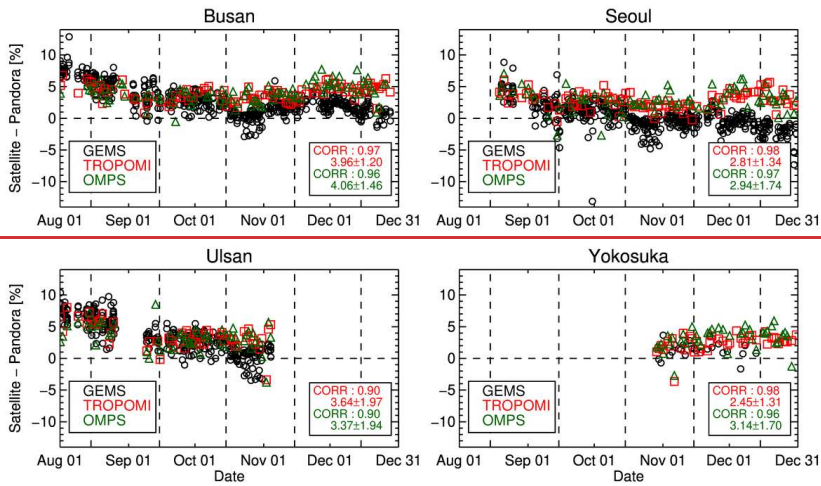 Busan
Seoul
Satellite – Pandora [%]
10
5
0
−5
−10
GEMS
TROPOMI
OMPS
CORR : 0.97
3.96±1.20
CORR : 0.96
4.06±1.46
GEMS
TROPOMI
OMPS
CORR : 0.98
2.81±1.34
CORR : 0.97
2.94±1.74
Aug 01 Sep 01 Oct 01 Nov 01 Dec 01 Dec 31
Aug 01 Sep 01 Oct 01 Nov 01 Dec 01 Dec 31
Ulsan
Yokosuka
Satellite – Pandora [%]
10
5
0
−5
−10
GEMS
TROPOMI
OMPS
CORR : 0.90
3.64±1.97
CORR : 0.90
3.37±1.94
GEMS
TROPOMI
OMPS
CORR : 0.98
2.45±1.31
CORR : 0.96
3.14±1.70
Aug 01 Sep 01 Oct 01 Nov 01 Dec 01 Dec 31
Aug 01 Sep 01 Oct 01 Nov 01 Dec 01 Dec 31
Date
Date